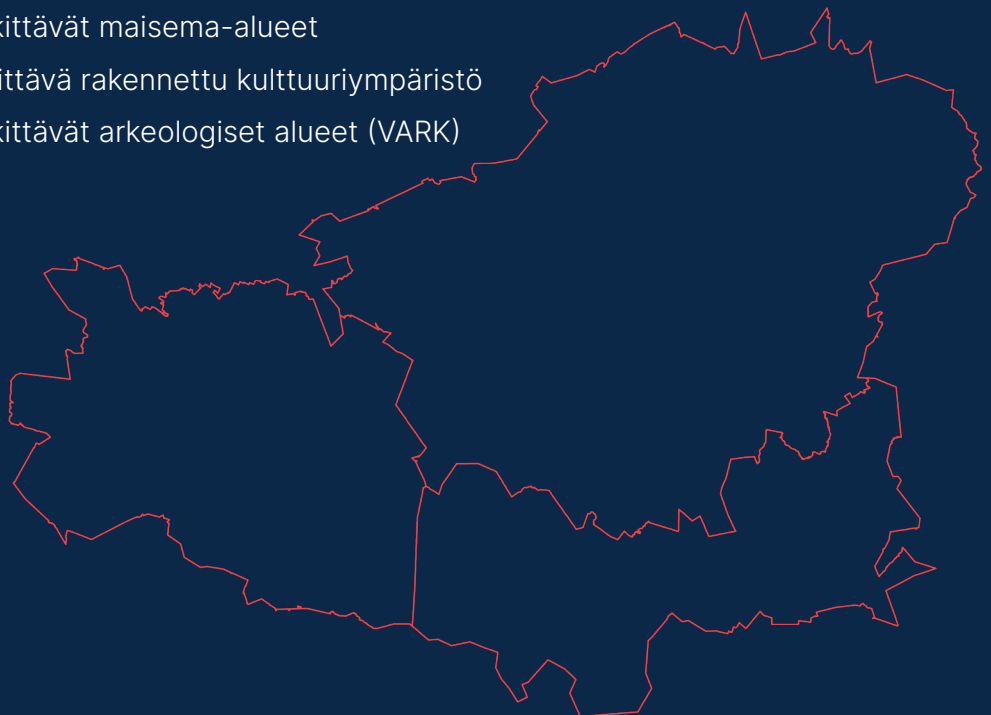 kittävät maisema-alueet
ittävä rakennettu kulttuuriympäristö
kittävät arkeologiset alueet (VARK)